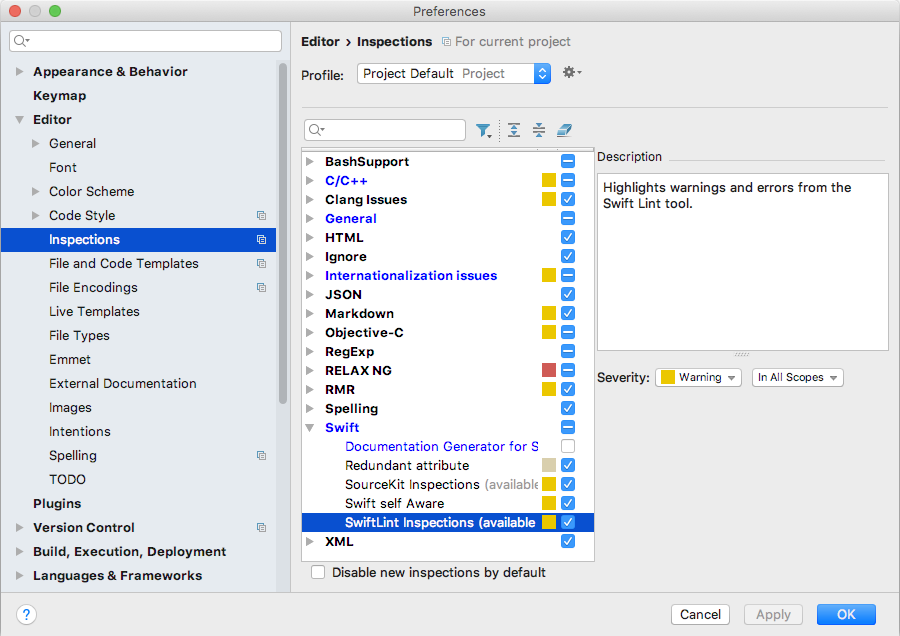 Preferences
Appearance & Behavior
Keymap
Editor
General
Font
Color Scheme
Code Style
Inspections
File and Code Templates
File Encodings
Live Templates
File Types
Emmet
External Documentation
Images
Intentions
Spelling
TODO
Plugins
Version Control
Build, Execution, Deployment
Languages & Frameworks
Editor › Inspections For current project
Profile: Project Default Project
BashSupport
C/C++
Clang Issues
General
HTML
Ignore
Internationalization issues
JSON
Markdown
Objective-C
RegExp
RELAX NG
RMR
Spelling
Swift
Documentation Generator for S
Redundant attribute
SourceKit Inspections (available
Swift self Aware
SwiftLint Inspections (available
XML
Disable new inspections by default
Description
Highlights warnings and errors from the
Swift Lint tool.
Severity: Warning In All Scopes
? Cancel Apply OK